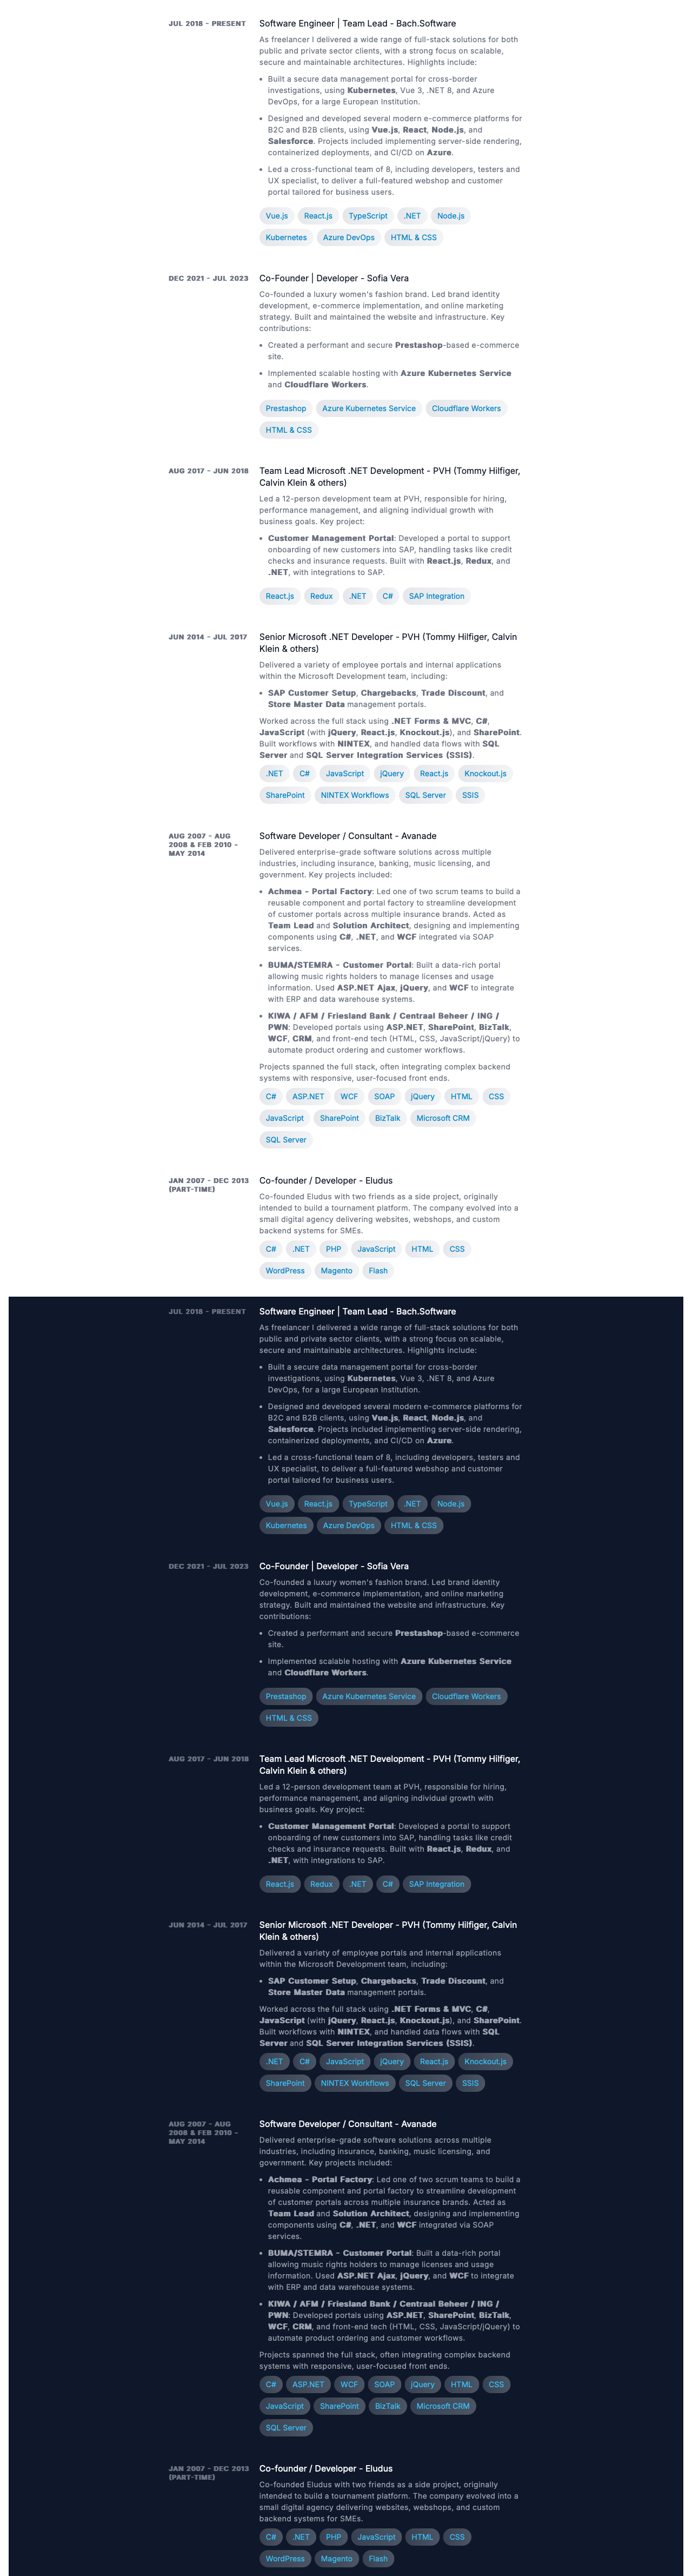 JUL 2018 - PRESENT
Software Engineer | Team Lead - Bach.Software
As freelancer I delivered a wide range of full-stack solutions for both
public and private sector clients, with a strong focus on scalable,
secure and maintainable architectures. Highlights include:
• Built a secure data management portal for cross-border
investigations, using Kubernetes, Vue 3, .NET 8, and Azure
DevOps, for a large European Institution.
• Designed and developed several modern e-commerce platforms for
B2C and B2B clients, using Vue.js, React, Node.js, and
Salesforce. Projects included implementing server-side rendering,
containerized deployments, and CI/CD on Azure.
• Led a cross-functional team of 8, including developers, testers and
UX specialist, to deliver a full-featured webshop and customer
portal tailored for business users.
Vue.js React.js TypeScript .NET Node.js
Kubernetes Azure DevOps HTML & CSS
DEC 2021 - JUL 2023
Co-Founder | Developer - Sofia Vera
Co-founded a luxury women's fashion brand. Led brand identity
development, e-commerce implementation, and online marketing
strategy. Built and maintained the website and infrastructure. Key
contributions:
• Created a performant and secure Prestashop-based e-commerce
site.
• Implemented scalable hosting with Azure Kubernetes Service
and Cloudflare Workers.
Prestashop Azure Kubernetes Service Cloudflare Workers
HTML & CSS
AUG 2017 - JUN 2018
Team Lead Microsoft .NET Development - PVH (Tommy Hilfiger,
Calvin Klein & others)
Led a 12-person development team at PVH, responsible for hiring,
performance management, and aligning individual growth with
business goals. Key project:
• Customer Management Portal: Developed a portal to support
onboarding of new customers into SAP, handling tasks like credit
checks and insurance requests. Built with React.js, Redux, and
.NET, with integrations to SAP.
React.js Redux .NET C# SAP Integration
JUN 2014 - JUL 2017
Senior Microsoft .NET Developer - PVH (Tommy Hilfiger, Calvin
Klein & others)
Delivered a variety of employee portals and internal applications
within the Microsoft Development team, including:
• SAP Customer Setup, Chargebacks, Trade Discount, and
Store Master Data management portals.
Worked across the full stack using .NET Forms & MVC, C#,
JavaScript (with jQuery, React.js, Knockout.js), and SharePoint.
Built workflows with NINTEX, and handled data flows with SQL
Server and SQL Server Integration Services (SSIS).
.NET C# JavaScript jQuery React.js Knockout.js
SharePoint NINTEX Workflows SQL Server SSIS
AUG 2007 - AUG
2008 & FEB 2010 -
MAY 2014
Software Developer / Consultant - Avanade
Delivered enterprise-grade software solutions across multiple
industries, including insurance, banking, music licensing, and
government. Key projects included:
• Achmea - Portal Factory: Led one of two scrum teams to build a
reusable component and portal factory to streamline development
of customer portals across multiple insurance brands. Acted as
Team Lead and Solution Architect, designing and implementing
components using C#, .NET, and WCF integrated via SOAP
services.
• BUMA/STEMRA - Customer Portal: Built a data-rich portal
allowing music rights holders to manage licenses and usage
information. Used ASP.NET Ajax, jQuery, and WCF to integrate
with ERP and data warehouse systems.
• KIWA / AFM / Friesland Bank / Centraal Beheer / ING /
PWN: Developed portals using ASP.NET, SharePoint, BizTalk,
WCF, CRM, and front-end tech (HTML, CSS, JavaScript/jQuery) to
automate product ordering and customer workflows.
Projects spanned the full stack, often integrating complex backend
systems with responsive, user-focused front ends.
C# ASP.NET WCF SOAP jQuery HTML CSS
JavaScript SharePoint BizTalk Microsoft CRM
SQL Server
JAN 2007 - DEC 2013
(PART-TIME)
Co-founder / Developer - Eludus
Co-founded Eludus with two friends as a side project, originally
intended to build a tournament platform. The company evolved into a
small digital agency delivering websites, webshops, and custom
backend systems for SMEs.
C# .NET PHP JavaScript HTML CSS
WordPress Magento Flash
JUL 2018 - PRESENT
Software Engineer | Team Lead - Bach.Software
As freelancer I delivered a wide range of full-stack solutions for both
public and private sector clients, with a strong focus on scalable,
secure and maintainable architectures. Highlights include:
• Built a secure data management portal for cross-border
investigations, using Kubernetes, Vue 3, .NET 8, and Azure
DevOps, for a large European Institution.
• Designed and developed several modern e-commerce platforms for
B2C and B2B clients, using Vue.js, React, Node.js, and
Salesforce. Projects included implementing server-side rendering,
containerized deployments, and CI/CD on Azure.
• Led a cross-functional team of 8, including developers, testers and
UX specialist, to deliver a full-featured webshop and customer
portal tailored for business users.
Vue.js React.js TypeScript .NET Node.js
Kubernetes Azure DevOps HTML & CSS
DEC 2021 - JUL 2023
Co-Founder | Developer - Sofia Vera
Co-founded a luxury women's fashion brand. Led brand identity
development, e-commerce implementation, and online marketing
strategy. Built and maintained the website and infrastructure. Key
contributions:
• Created a performant and secure Prestashop-based e-commerce
site.
• Implemented scalable hosting with Azure Kubernetes Service
and Cloudflare Workers.
Prestashop Azure Kubernetes Service Cloudflare Workers
HTML & CSS
AUG 2017 - JUN 2018
Team Lead Microsoft .NET Development - PVH (Tommy Hilfiger,
Calvin Klein & others)
Led a 12-person development team at PVH, responsible for hiring,
performance management, and aligning individual growth with
business goals. Key project:
• Customer Management Portal: Developed a portal to support
onboarding of new customers into SAP, handling tasks like credit
checks and insurance requests. Built with React.js, Redux, and
.NET, with integrations to SAP.
React.js Redux .NET C# SAP Integration
JUN 2014 - JUL 2017
Senior Microsoft .NET Developer - PVH (Tommy Hilfiger, Calvin
Klein & others)
Delivered a variety of employee portals and internal applications
within the Microsoft Development team, including:
• SAP Customer Setup, Chargebacks, Trade Discount, and
Store Master Data management portals.
Worked across the full stack using .NET Forms & MVC, C#,
JavaScript (with jQuery, React.js, Knockout.js), and SharePoint.
Built workflows with NINTEX, and handled data flows with SQL
Server and SQL Server Integration Services (SSIS).
.NET C# JavaScript jQuery React.js Knockout.js
SharePoint NINTEX Workflows SQL Server SSIS
AUG 2007 - AUG
2008 & FEB 2010 -
MAY 2014
Software Developer / Consultant - Avanade
Delivered enterprise-grade software solutions across multiple
industries, including insurance, banking, music licensing, and
government. Key projects included:
• Achmea - Portal Factory: Led one of two scrum teams to build a
reusable component and portal factory to streamline development
of customer portals across multiple insurance brands. Acted as
Team Lead and Solution Architect, designing and implementing
components using C#, .NET, and WCF integrated via SOAP
services.
• BUMA/STEMRA - Customer Portal: Built a data-rich portal
allowing music rights holders to manage licenses and usage
information. Used ASP.NET Ajax, jQuery, and WCF to integrate
with ERP and data warehouse systems.
• KIWA / AFM / Friesland Bank / Centraal Beheer / ING /
PWN: Developed portals using ASP.NET, SharePoint, BizTalk,
WCF, CRM, and front-end tech (HTML, CSS, JavaScript/jQuery) to
automate product ordering and customer workflows.
Projects spanned the full stack, often integrating complex backend
systems with responsive, user-focused front ends.
C# ASP.NET WCF SOAP jQuery HTML CSS
JavaScript SharePoint BizTalk Microsoft CRM
SQL Server
JAN 2007 - DEC 2013
(PART-TIME)
Co-founder / Developer - Eludus
Co-founded Eludus with two friends as a side project, originally
intended to build a tournament platform. The company evolved into a
small digital agency delivering websites, webshops, and custom
backend systems for SMEs.
C# .NET PHP JavaScript HTML CSS
WordPress Magento Flash